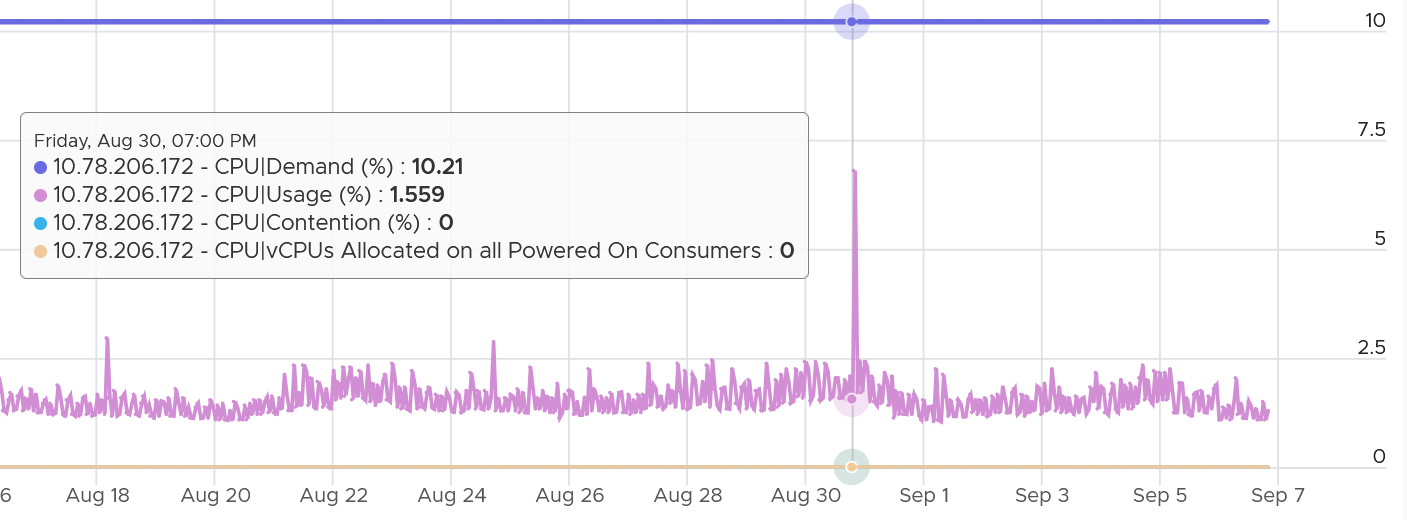 10
Friday, Aug 30, 07:00 PM
10.78.206.172 - CPU|Demand (%) : 10.21
10.78.206.172 - CPU|Usage (%) : 1.559
10.78.206.172 - CPU|Contention (%) : 0
10.78.206.172 - CPU|vCPUs Allocated on all Powered On Consumers : 0
7.5
5
2.5
0
6 Aug 18 Aug 20 Aug 22 Aug 24 Aug 26 Aug 28 Aug 30 Sep 1 Sep 3 Sep 5 Sep 7